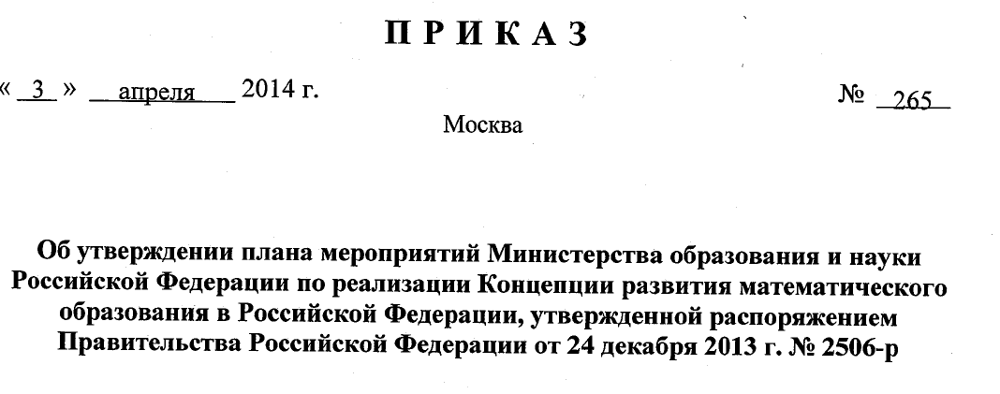 П Р И К А З
« 3 » апреля 2014 г. № 265
Москва
Об утверждении плана мероприятий Министерства образования и науки
Российской Федерации по реализации Концепции развития математического
образования в Российской Федерации, утвержденной распоряжением
Правительства Российской Федерации от 24 декабря 2013 г. № 2506-р